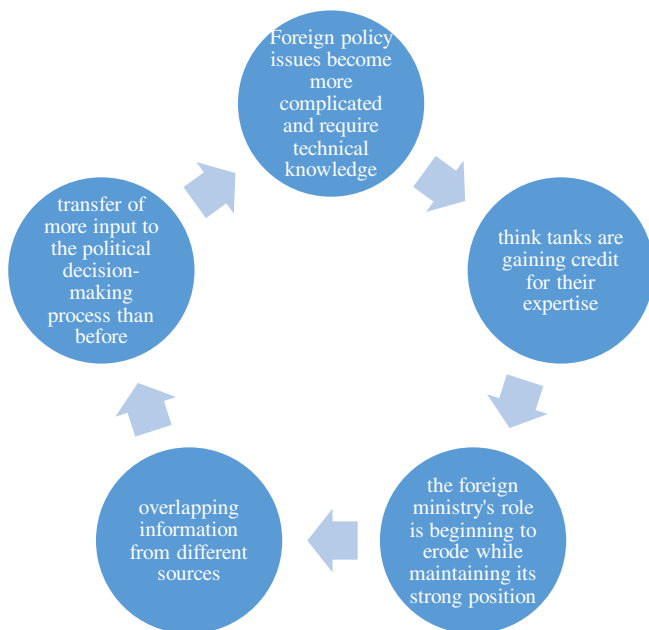 Foreign policy
issues become
more
complicated
and require
technical
knowledge
think tanks are
gaining credit
for their
expertise
the foreign
ministry's role
is beginning to
erode while
maintaining its
strong position
overlapping
information
from different
sources
transfer of
more input to
the political
decision-
making
process than
before